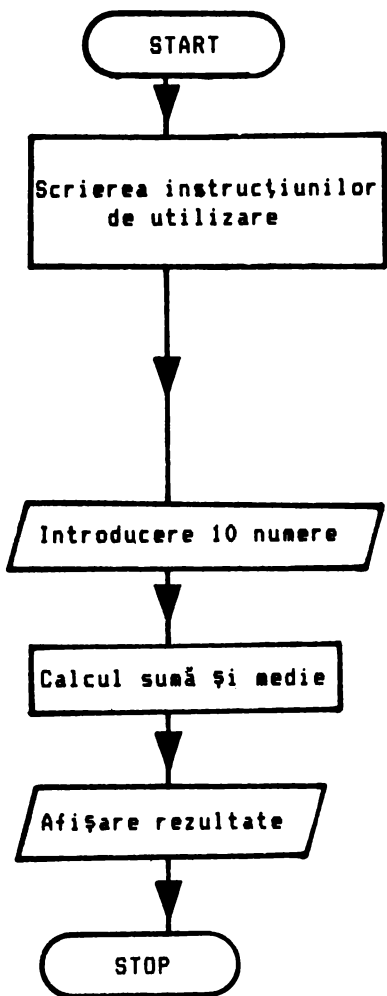 START
Scrierea instrucţiunilor
de utilizare
Introducere 10 numere
Calcul sumă şi medie
Afişare rezultate
STOP